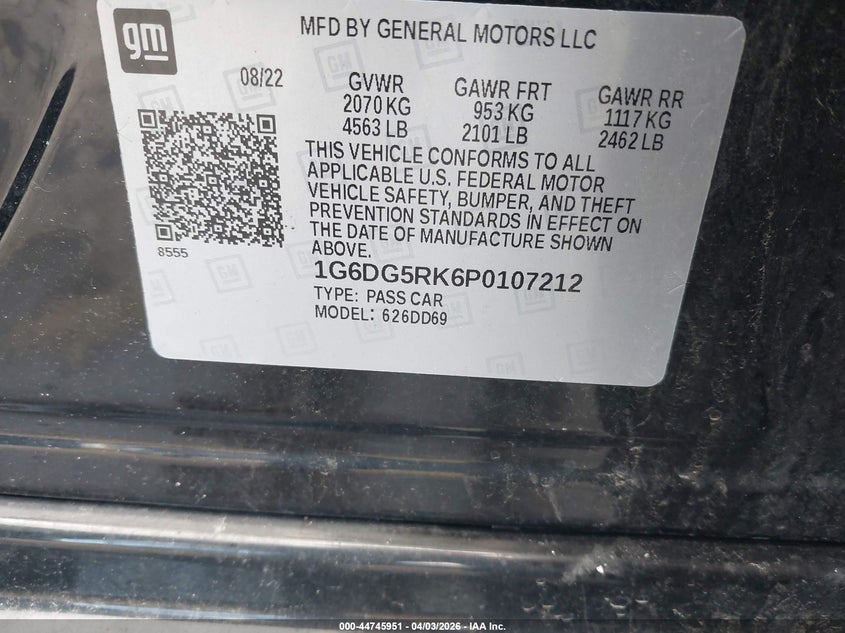 gm
MFD BY GENERAL MOTORS LLC
08/22
GVWR
2070 KG
4563 LB
GAWR FRT
953 KG
2101 LB
GAWR RR
1117 KG
2462 LB
THIS VEHICLE CONFORMS TO ALL
APPLICABLE U.S. FEDERAL MOTOR
VEHICLE SAFETY, BUMPER, AND THEFT
PREVENTION STANDARDS IN EFFECT ON
THE DATE OF MANUFACTURE SHOWN
ABOVE.
8555
1G6DG5RK6P0107212
TYPE: PASS CAR
MODEL: 626DD69
000-44745951 - 04/03/2026 - IAA Inc.